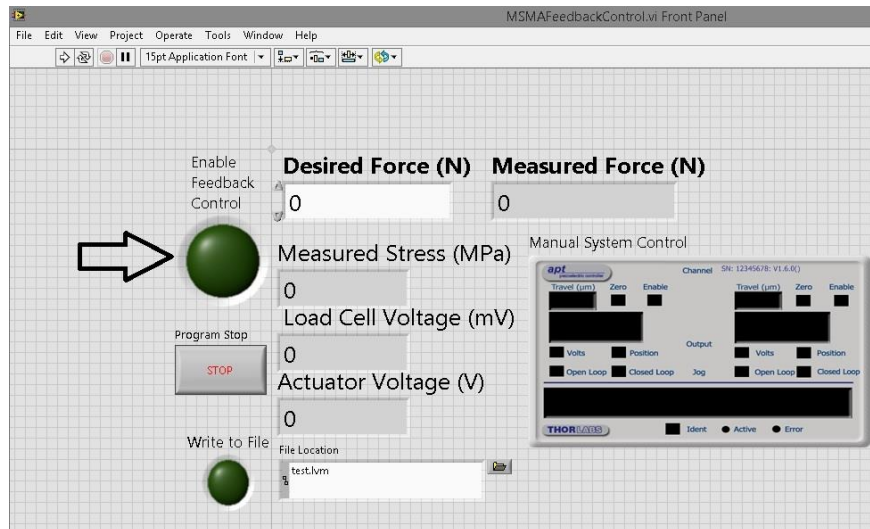 MSMAFeedbackControl.vi Front Panel
File Edit View Project Operate Tools Window Help
15pt Application Font
Enable
Feedback
Control
Desired Force (N)
0
Measured Force (N)
0
Measured Stress (MPa)
0
Load Cell Voltage (mV)
0
Program Stop
STOP
Actuator Voltage (V)
0
Write to File
File Location
test.lvm
Manual System Control
apt
Channel
SN: 12345678: V1.6.0()
Travel (µm) Zero Enable
Travel (µm) Zero Enable
Output
Volts Position
Volts Position
Open Loop Closed Loop
Jog
Open Loop Closed Loop
THORLABS
Ident Active Error